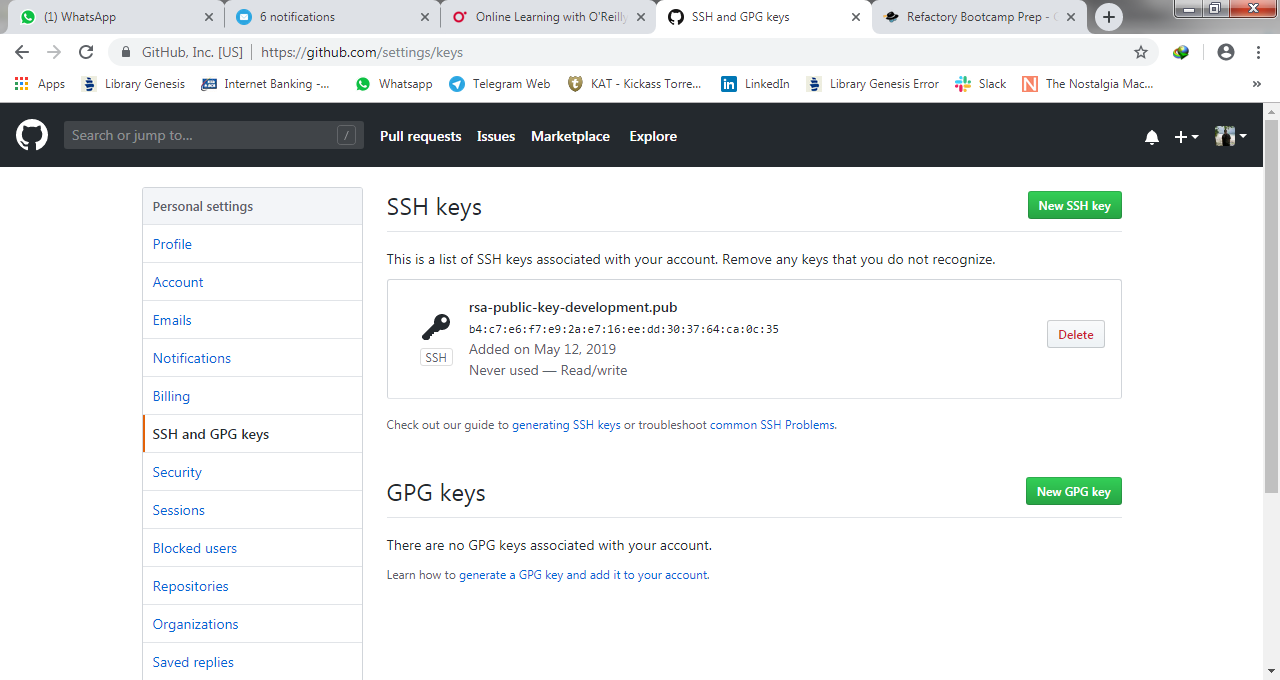 (1) WhatsApp
6 notifications
Online Learning with O'Reilly
SSH and GPG keys
Refactory Bootcamp Prep -
GitHub, Inc. [US]
https://github.com/settings/keys
Apps
Library Genesis
Internet Banking -...
Whatsapp
Telegram Web
KAT - Kickass Torre...
LinkedIn
Library Genesis Error
Slack
The Nostalgia Mac...
»
Search or jump to...
/
Pull requests
Issues
Marketplace
Explore
Personal settings
Profile
Account
Emails
Notifications
Billing
SSH and GPG keys
Security
Sessions
Blocked users
Repositories
Organizations
Saved replies
SSH keys
New SSH key
This is a list of SSH keys associated with your account. Remove any keys that you do not recognize.
rsa-public-key-development.pub
b4:c7:e6:f7:e9:2a:e7:16:ee:dd:30:37:64:ca:0c:35
SSH
Added on May 12, 2019
Never used — Read/write
Delete
Check out our guide to generating SSH keys or troubleshoot common SSH Problems.
GPG keys
New GPG key
There are no GPG keys associated with your account.
Learn how to generate a GPG key and add it to your account.